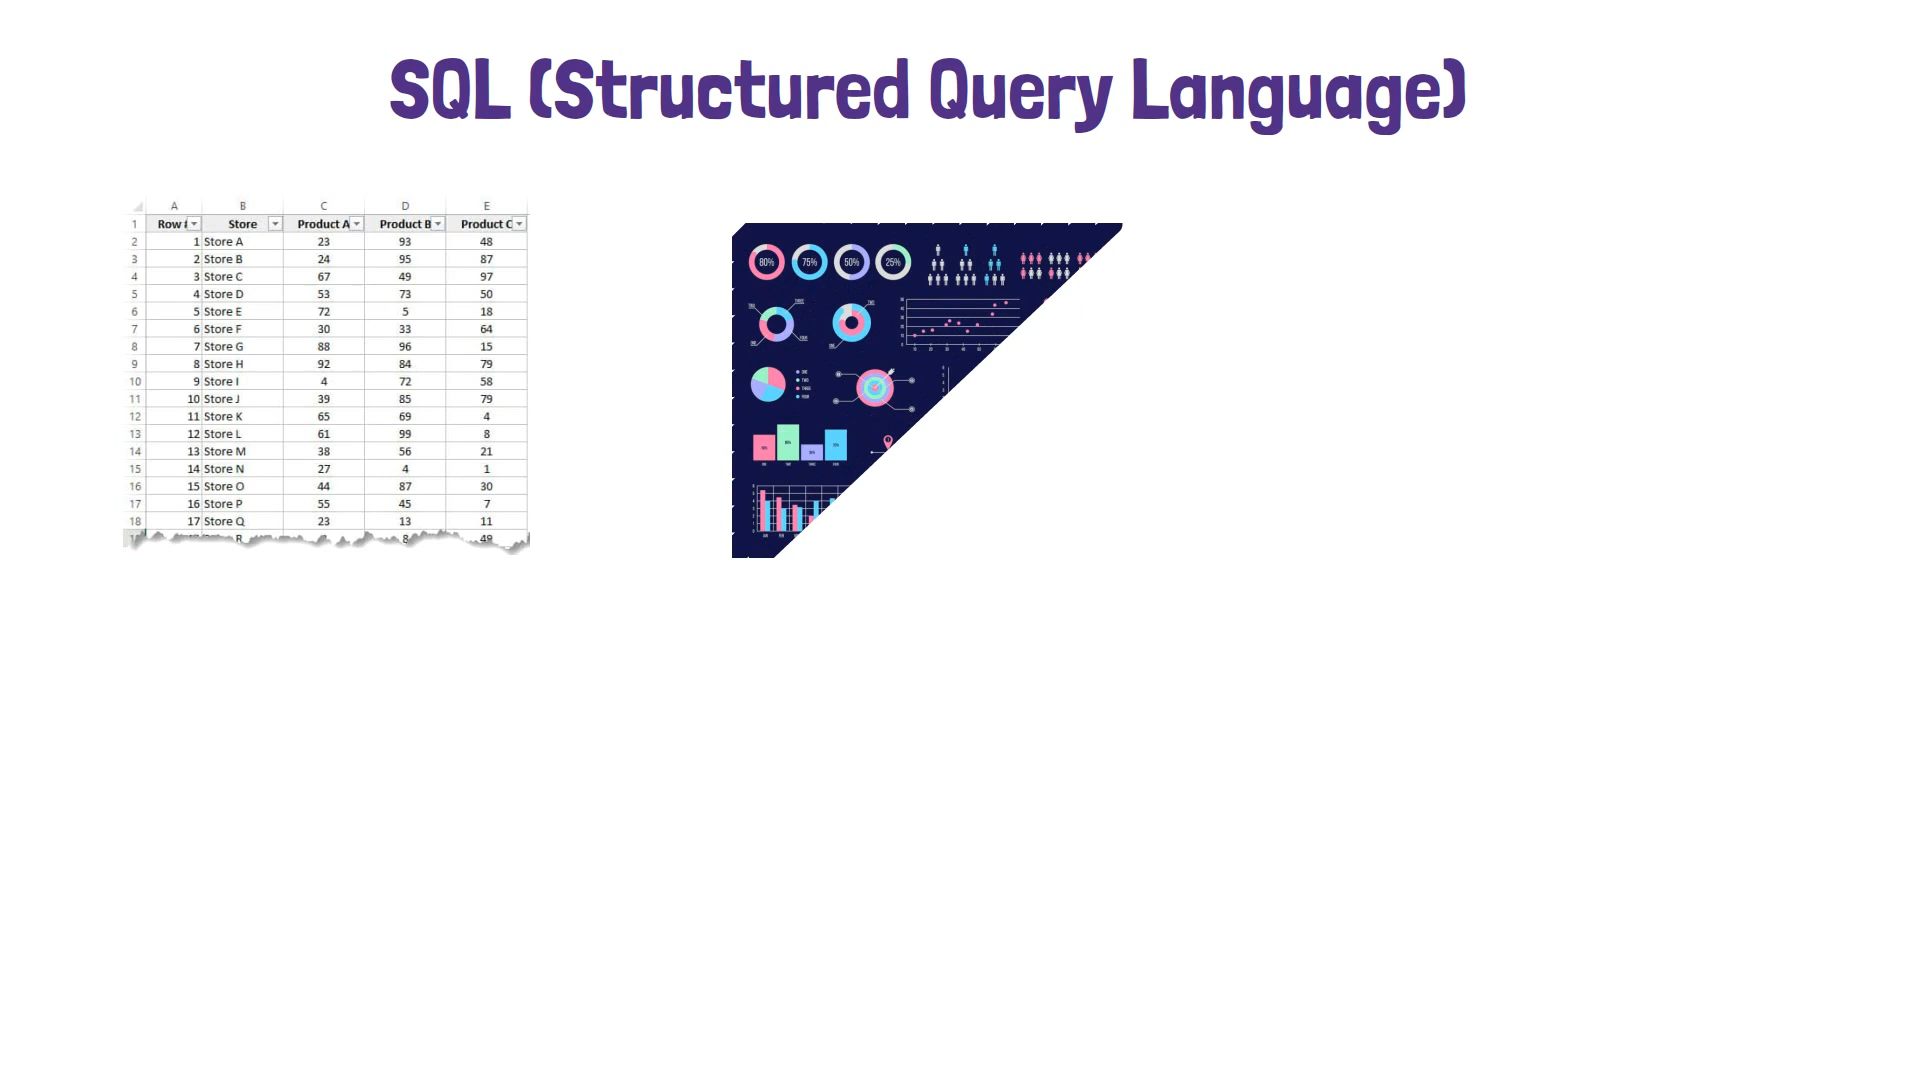 SQL (Structured Query Language)
A B C D E
1 Row # Store Product A Product B Product C
2 1 Store A 23 93 48
3 2 Store B 24 95 87
4 3 Store C 67 49 97
5 4 Store D 53 73 50
6 5 Store E 72 5 18
7 6 Store F 30 33 64
8 7 Store G 88 96 15
9 8 Store H 92 84 79
10 9 Store I 4 72 58
11 10 Store J 39 85 79
12 11 Store K 65 69 4
13 12 Store L 61 99 8
14 13 Store M 38 56 21
15 14 Store N 27 4 1
16 15 Store O 44 87 30
17 16 Store P 55 45 7
18 17 Store Q 23 13 11
R 8 49
80% 75% 50% 25%